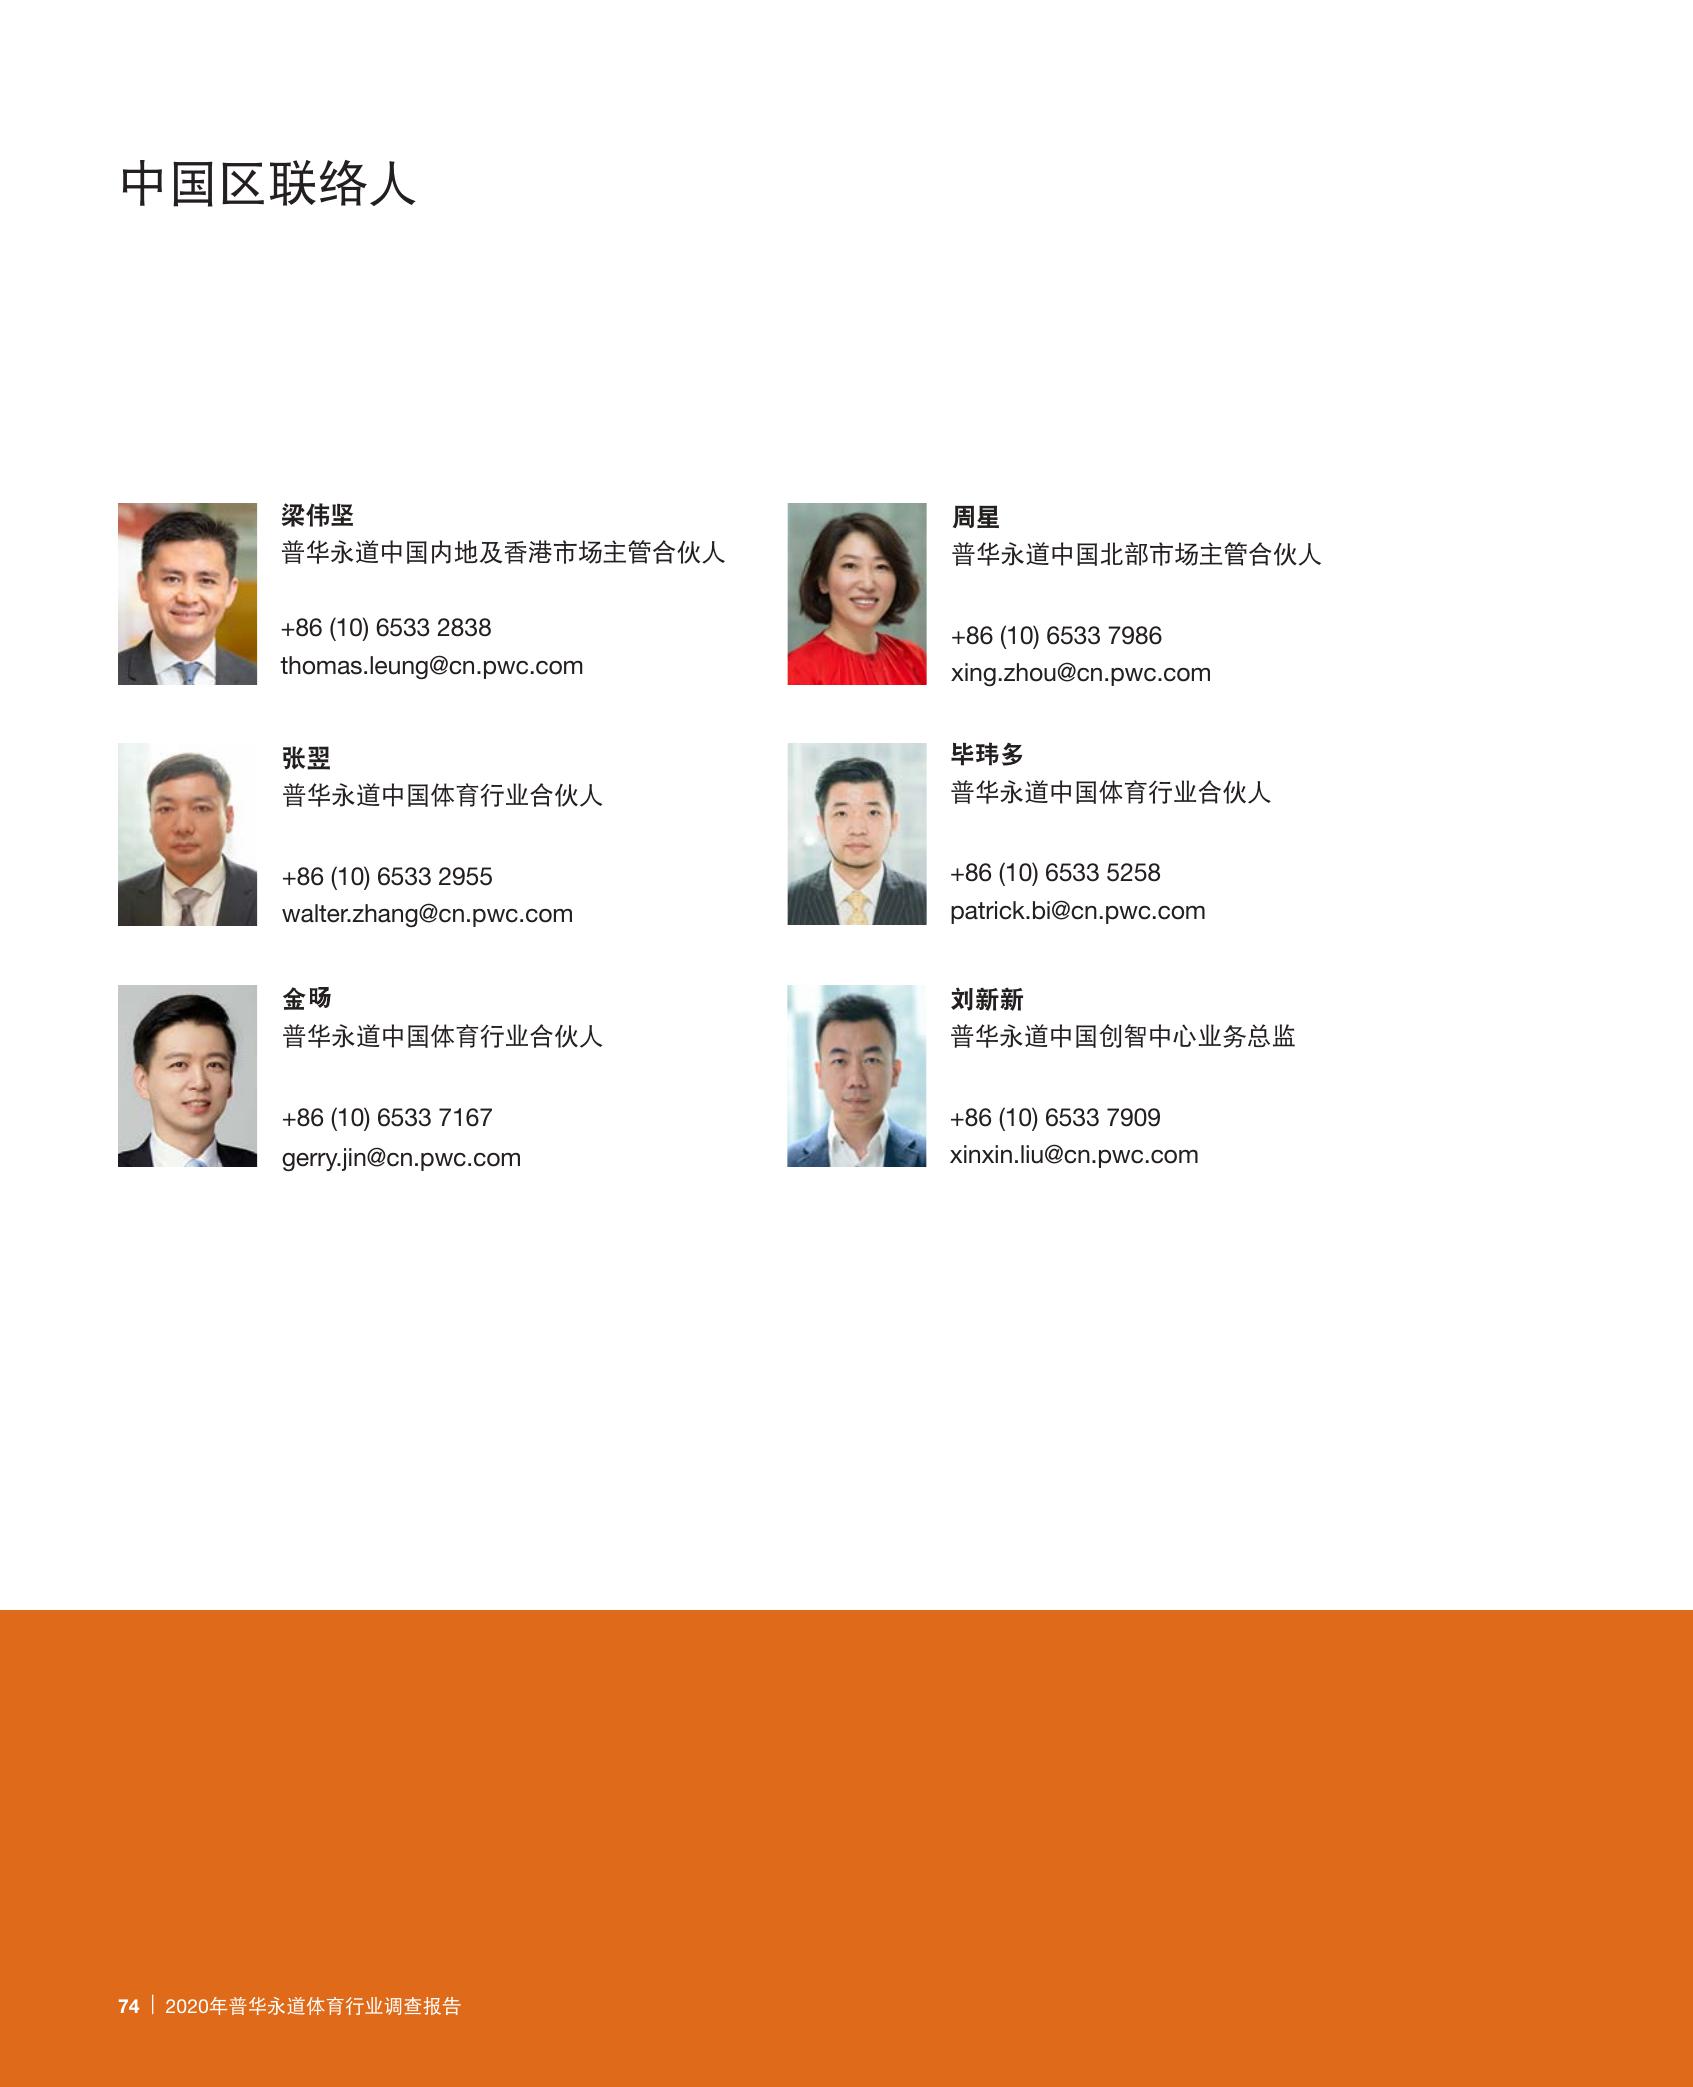 中国区联络人
梁伟坚
普华永道中国内地及香港市场主管合伙人
+86 (10) 6533 2838
thomas.leung@cn.pwc.com
周星
普华永道中国北部市场主管合伙人
+86 (10) 6533 7986
xing.zhou@cn.pwc.com
张翌
普华永道中国体育行业合伙人
+86 (10) 6533 2955
walter.zhang@cn.pwc.com
毕玮多
普华永道中国体育行业合伙人
+86 (10) 6533 5258
patrick.bi@cn.pwc.com
金旸
普华永道中国体育行业合伙人
+86 (10) 6533 7167
gerry.jin@cn.pwc.com
刘新新
普华永道中国创智中心业务总监
+86 (10) 6533 7909
xinxin.liu@cn.pwc.com
74 | 2020年普华永道体育行业调查报告